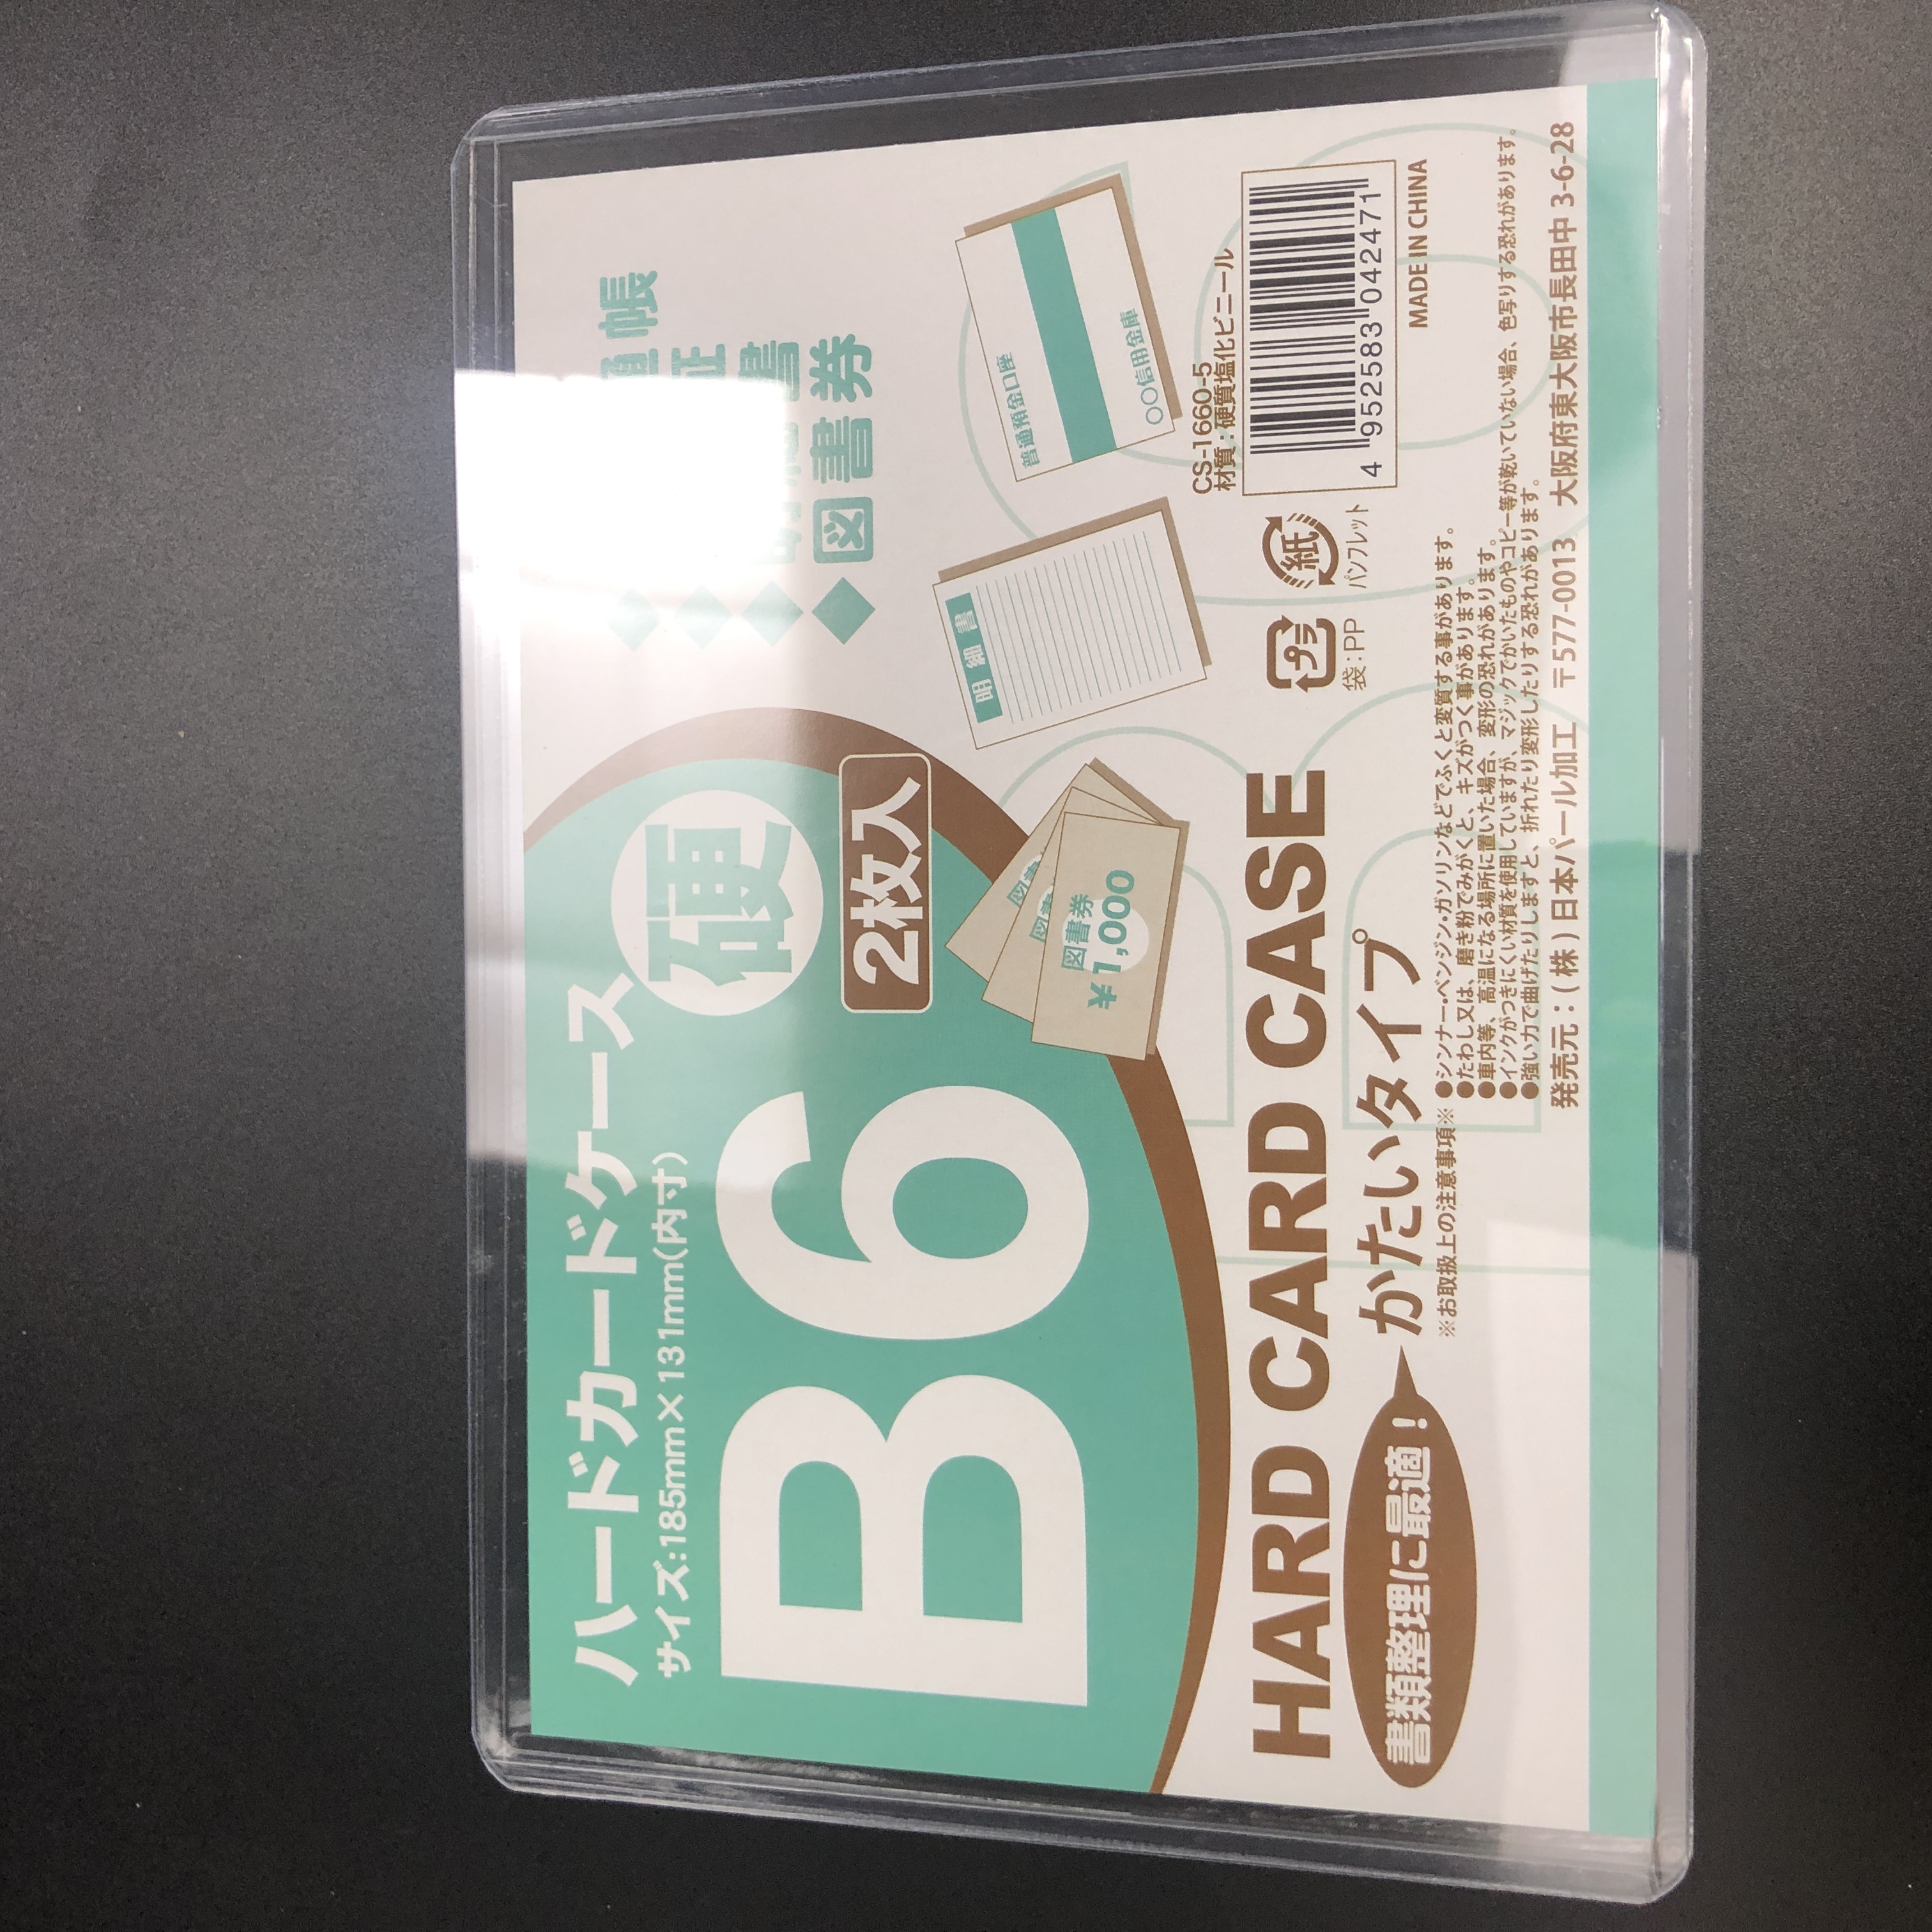 ハードカードケース
サイズ:185mm×131mm(内寸)
硬
B6
2枚入
帳
証
書
◆図書券
図書券
¥1,000
明細書
普通預金口座
○○信用金庫
HARD CARD CASE
かたいタイプ
書類整理に最適!
プラ
袋:PP
紙
パンフレット
CS-1660-5
材質:硬質塩化ビニール
4 952583 042471
MADE IN CHINA
※お取扱上の注意事項※
●シンナー・ベンジン・ガソリンなどでふくと変質する事があります。
●たわし又は、磨き粉でみがくと、キズがつく事があります。
●車内等、高温になる場所に置いた場合、変形の恐れがあります。
●インクがつきにくい材質を使用していますが、マジックでかいたものやコピー等が乾いていない場合、色写りする恐れがあります。
●強い力で曲げたりしますと、折れたり変形したりする恐れがあります。
発売元:(株)日本パール加工 〒577-0013 大阪府東大阪市長田中3-6-28